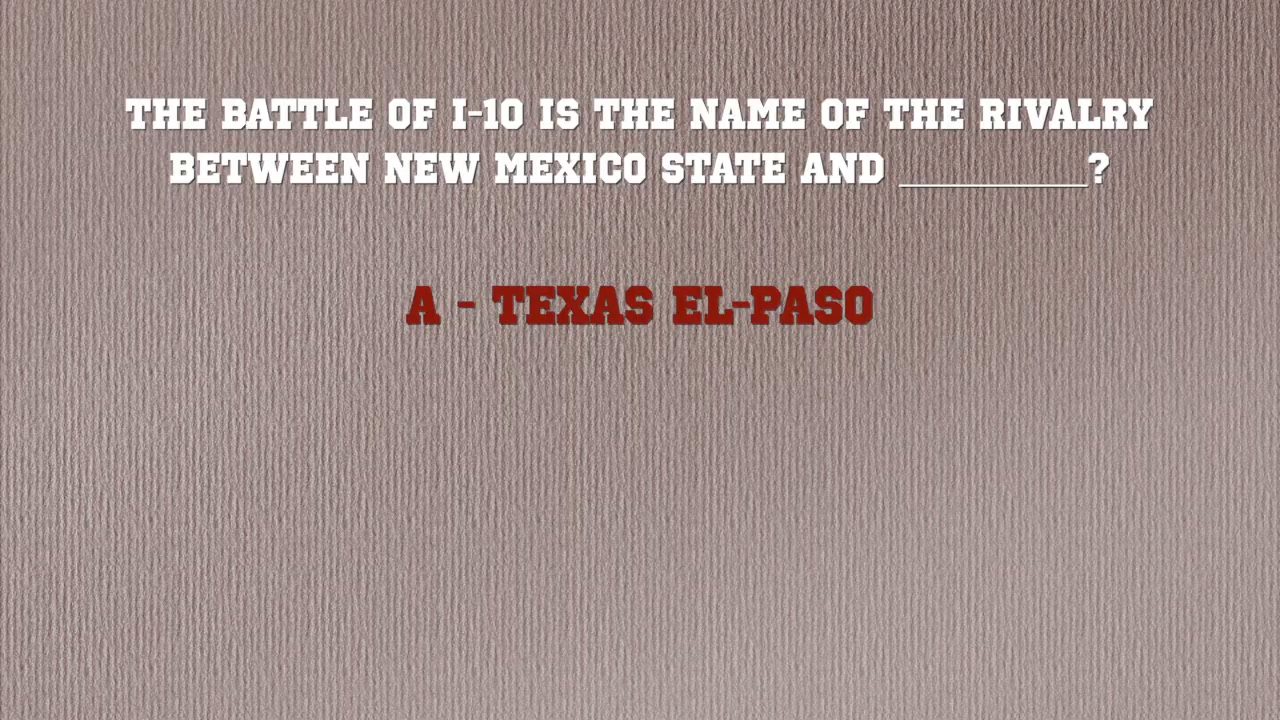 THE BATTLE OF I-10 IS THE NAME OF THE RIVALRY
BETWEEN NEW MEXICO STATE AND __________?
A - TEXAS EL-PASO